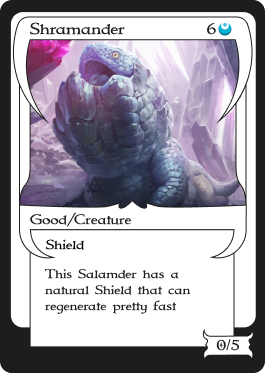 Shramander 6
Good/Creature
Shield
This Salamder has a
natural Shield that can
regenerate pretty fast
0/5